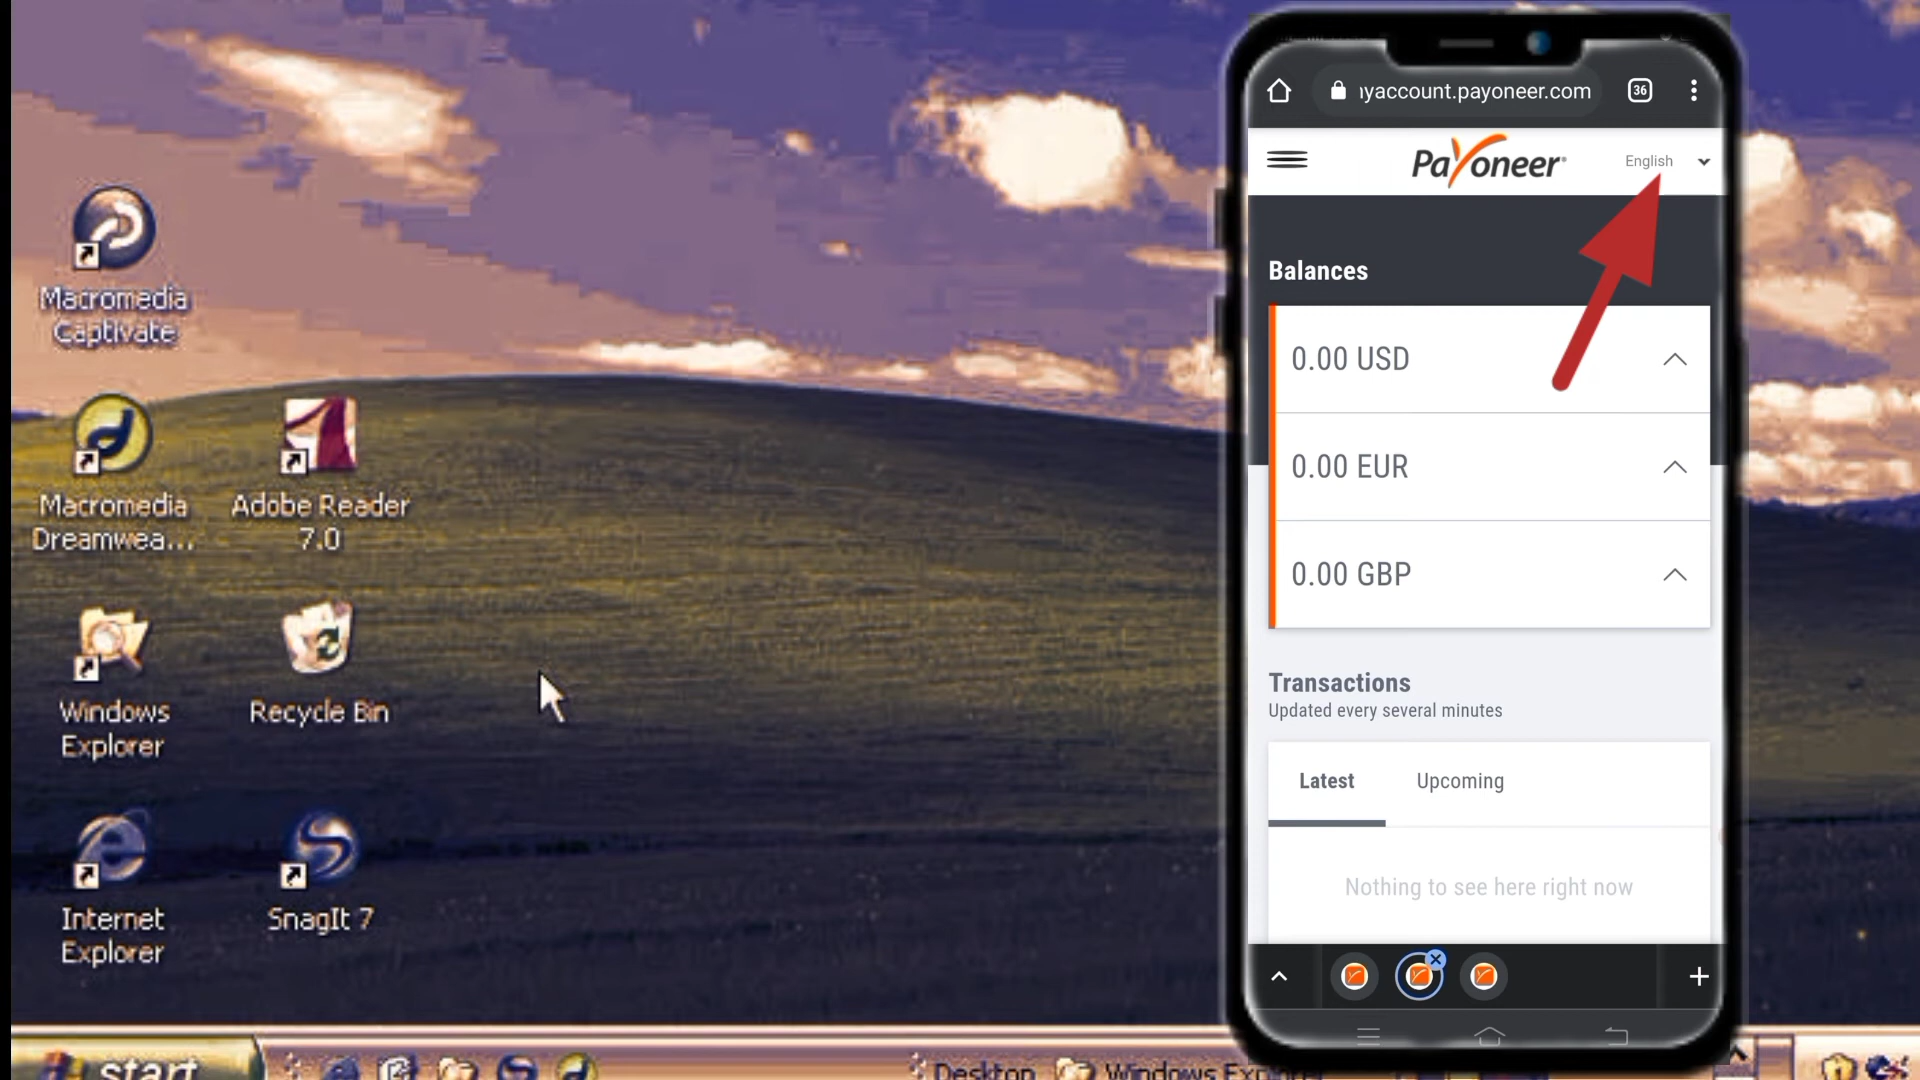 Macromedia
Captivate
Macromedia
Dreamwea...
Adobe Reader
7.0
Windows
Explorer
Recycle Bin
Internet
Explorer
SnagIt 7
start
Desktop
Windows
yaccount.payoneer.com
36
Payoneer
English
Balances
0.00 USD
0.00 EUR
0.00 GBP
Transactions
Updated every several minutes
Latest
Upcoming
Nothing to see here right now